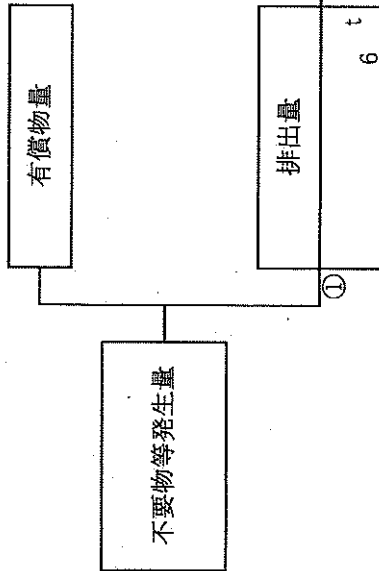 有償物量
不要物等発生量
排出量
①
6 t